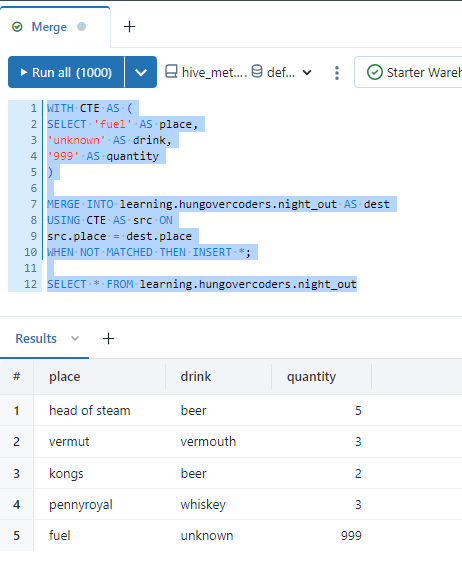 Merge
Run all (1000) hive_met.... def... Starter Wareh
1 WITH CTE AS (
2 SELECT 'fuel' AS place,
3 'unknown' AS drink,
4 '999' AS quantity
5 )
6
7 MERGE INTO learning.hungovercoders.night_out AS dest
8 USING CTE AS src ON
9 src.place = dest.place
10 WHEN NOT MATCHED THEN INSERT *;
11
12 SELECT * FROM learning.hungovercoders.night_out
Results
# place drink quantity
1 head of steam beer 5
2 vermut vermouth 3
3 kongs beer 2
4 pennyroyal whiskey 3
5 fuel unknown 999